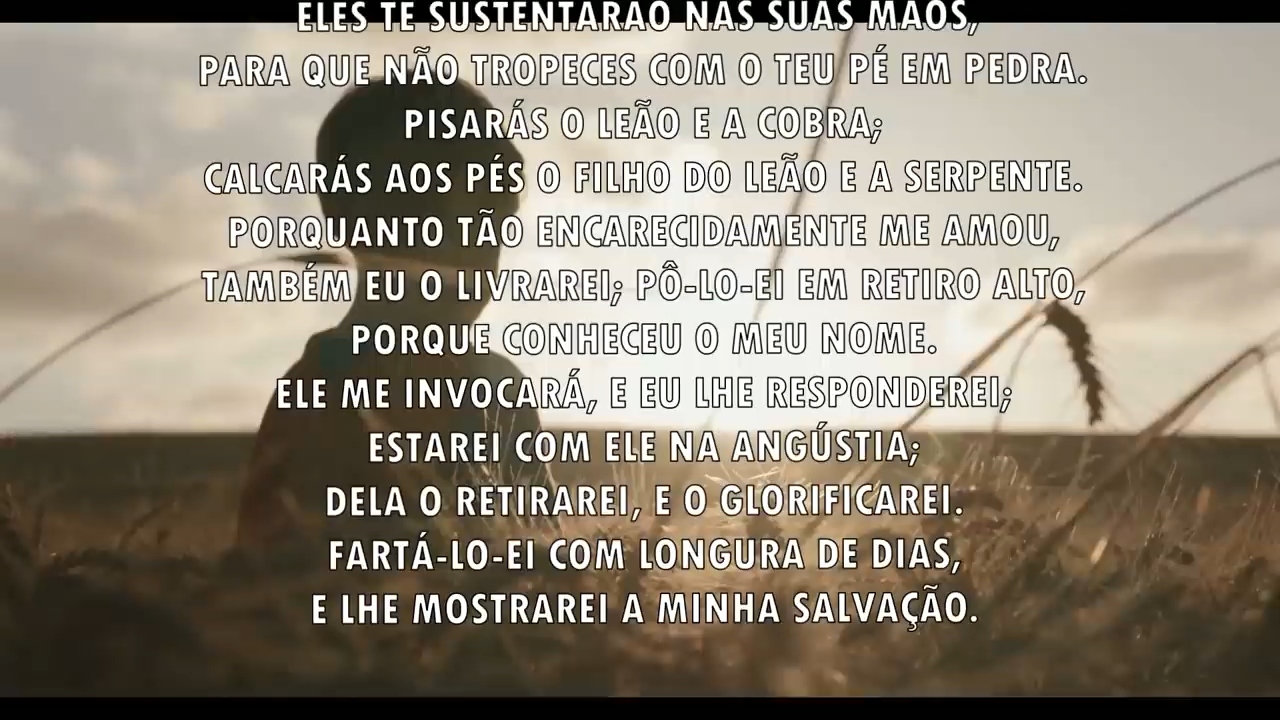 ELES TE SUSTENTARÃO NAS SUAS MÃOS,
PARA QUE NÃO TROPECES COM O TEU PÉ EM PEDRA.
PISARÁS O LEÃO E A COBRA;
CALCARÁS AOS PÉS O FILHO DO LEÃO E A SERPENTE.
PORQUANTO TÃO ENCARECIDAMENTE ME AMOU,
TAMBÉM EU O LIVRAREI; PÔ-LO-EI EM RETIRO ALTO,
PORQUE CONHECEU O MEU NOME.
ELE ME INVOCARÁ, E EU LHE RESPONDEREI;
ESTAREI COM ELE NA ANGÚSTIA;
DELA O RETIRAREI, E O GLORIFICAREI.
FARTÁ-LO-EI COM LONGURA DE DIAS,
E LHE MOSTRAREI A MINHA SALVAÇÃO.